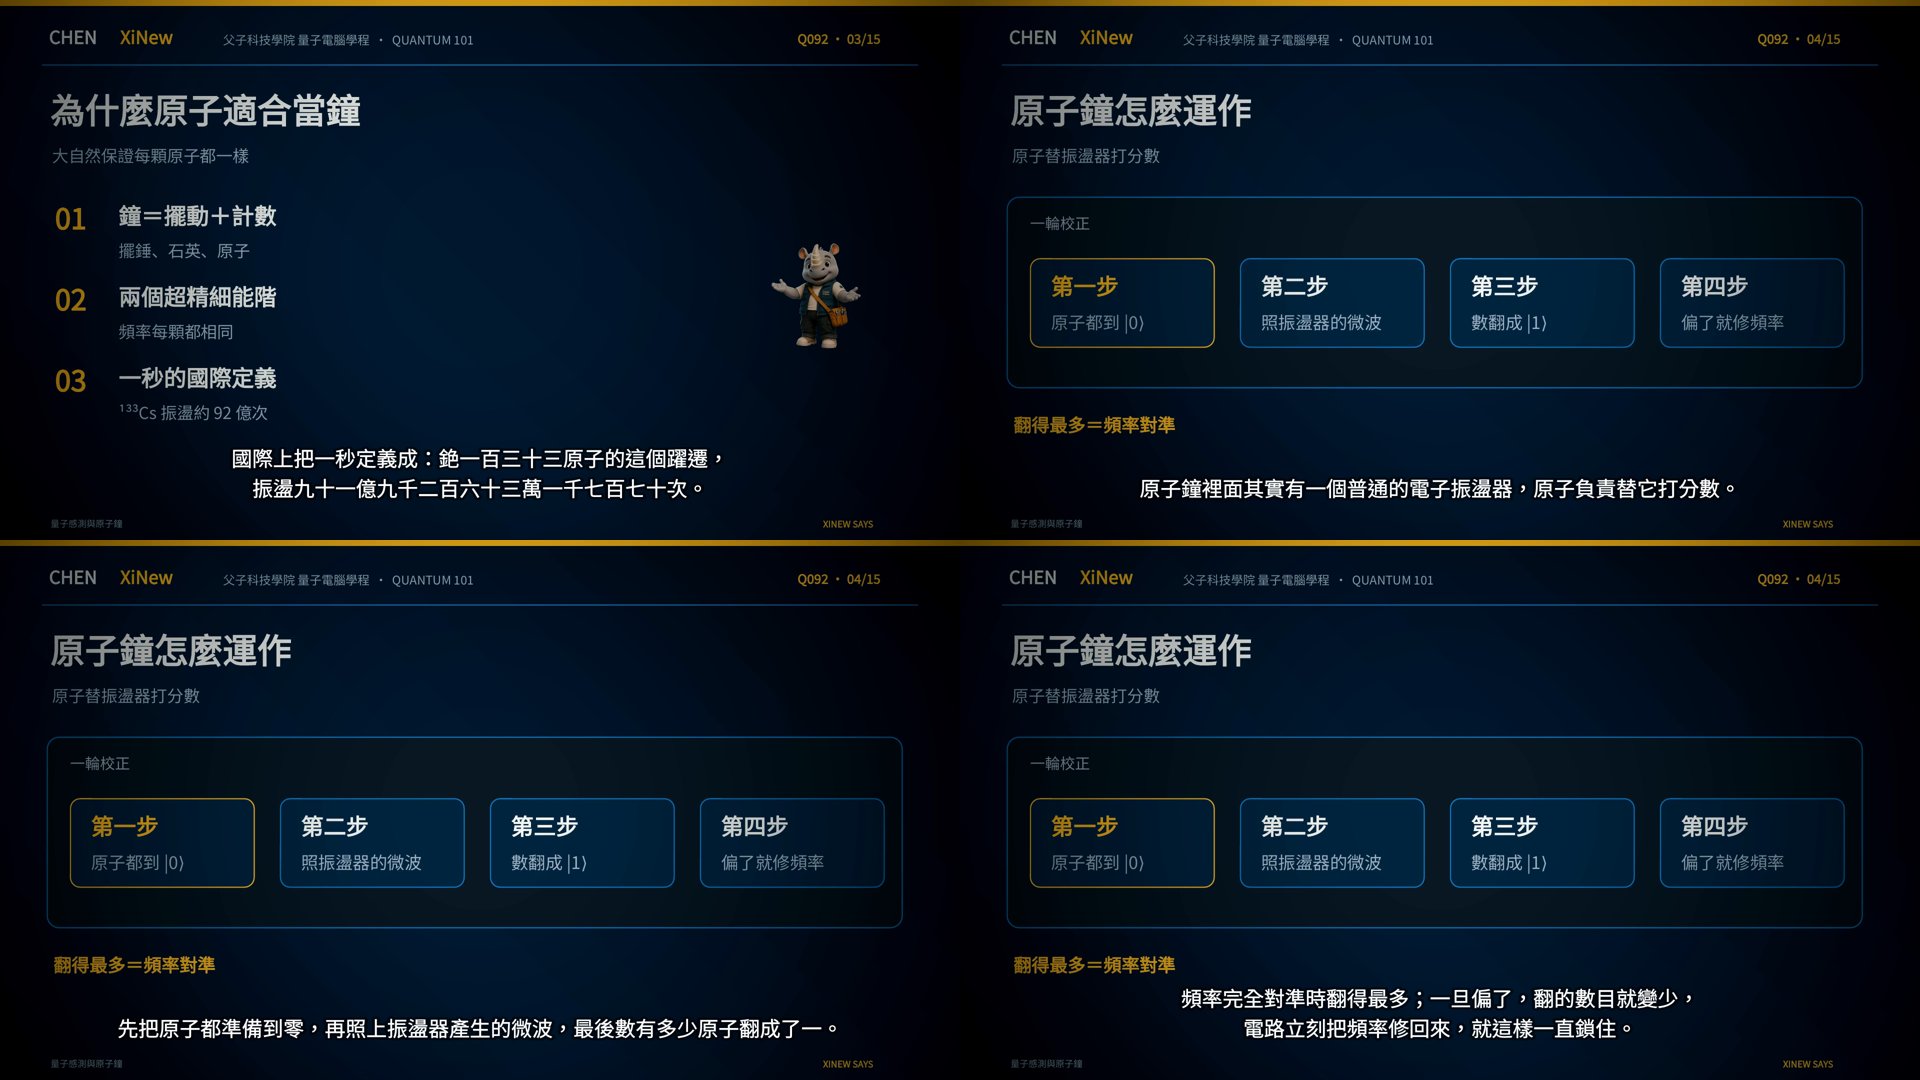 CHEN XiNew 父子科技學院 量子電腦學程 · QUANTUM 101 Q092 · 03/15
為什麼原子適合當鐘
大自然保證每顆原子都一樣
01 鐘＝擺動＋計數
擺錘、石英、原子
02 兩個超精細能階
頻率每顆都相同
03 一秒的國際定義
¹³³Cs 振盪約 92 億次
國際上把一秒定義成：銫一百三十三原子的這個躍遷，
振盪九十一億九千二百六十三萬一千七百七十次。
量子感測與原子鐘 XINEW SAYS
CHEN XiNew 父子科技學院 量子電腦學程 · QUANTUM 101 Q092 · 04/15
原子鐘怎麼運作
原子替振盪器打分數
一輪校正
第一步 第二步 第三步 第四步
原子都到 |0⟩ 照振盪器的微波 數翻成 |1⟩ 偏了就修頻率
翻得最多＝頻率對準
原子鐘裡面其實有一個普通的電子振盪器，原子負責替它打分數。
量子感測與原子鐘 XINEW SAYS
CHEN XiNew 父子科技學院 量子電腦學程 · QUANTUM 101 Q092 · 04/15
原子鐘怎麼運作
原子替振盪器打分數
一輪校正
第一步 第二步 第三步 第四步
原子都到 |0⟩ 照振盪器的微波 數翻成 |1⟩ 偏了就修頻率
翻得最多＝頻率對準
先把原子都準備到零，再照上振盪器產生的微波，最後數有多少原子翻成了一。
量子感測與原子鐘 XINEW SAYS
CHEN XiNew 父子科技學院 量子電腦學程 · QUANTUM 101 Q092 · 04/15
原子鐘怎麼運作
原子替振盪器打分數
一輪校正
第一步 第二步 第三步 第四步
原子都到 |0⟩ 照振盪器的微波 數翻成 |1⟩ 偏了就修頻率
翻得最多＝頻率對準
頻率完全對準時翻得最多；一旦偏了，翻的數目就變少，
電路立刻把頻率修回來，就這樣一直鎖住。
量子感測與原子鐘 XINEW SAYS